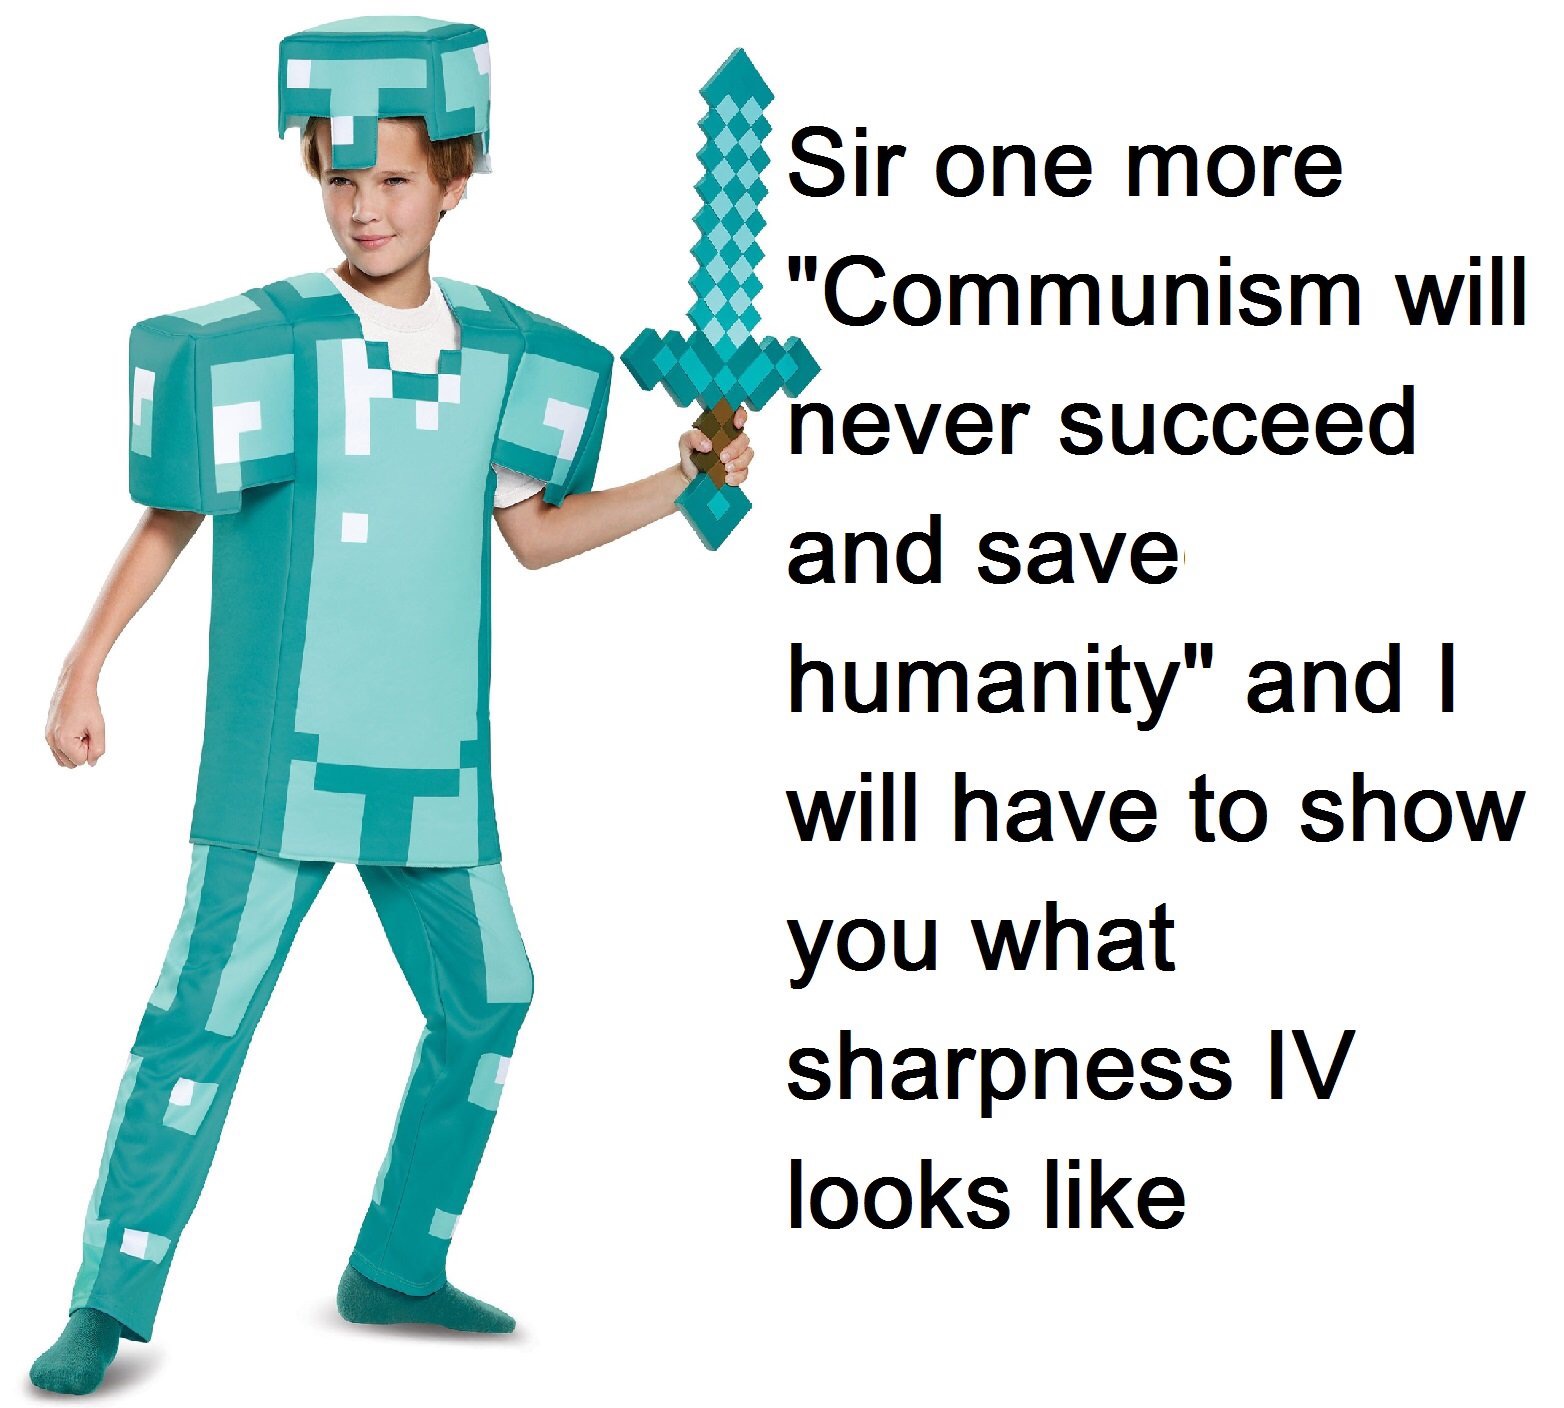 Sir one more
"Communism will
never succeed
and save
humanity" and I
will have to show
you what
sharpness IV
looks like